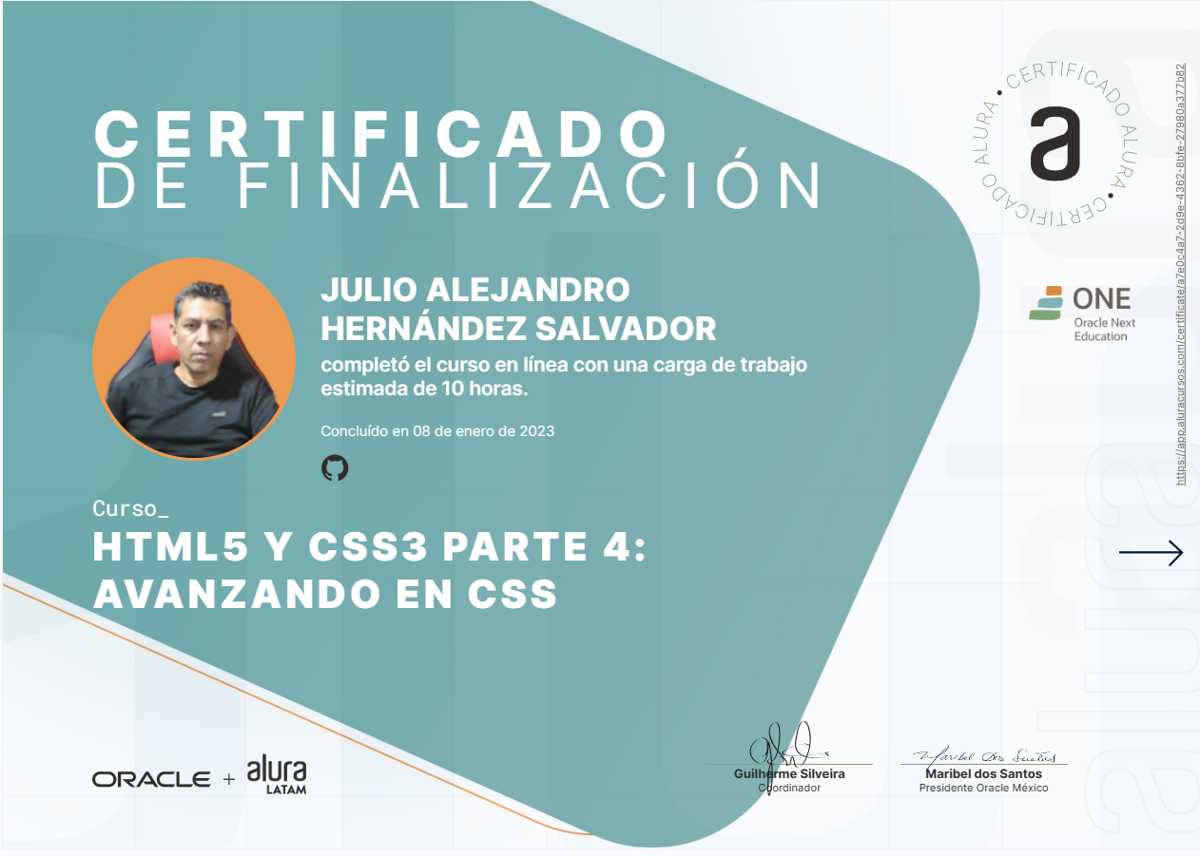 CERTIFICADO
DE FINALIZACIÓN
CERTIFICADO ALURA • CERTIFICADO ALURA •
a
JULIO ALEJANDRO
HERNÁNDEZ SALVADOR
completó el curso en línea con una carga de trabajo
estimada de 10 horas.
Concluído en 08 de enero de 2023
ONE
Oracle Next
Education
https://app.aluracursos.com/certificate/a7e0c4a7-2d9e-4362-8bfe-27980a377b82
Curso_
HTML5 Y CSS3 PARTE 4:
AVANZANDO EN CSS
ORACLE + alura
LATAM
Guilherme Silveira
Coordinador
Maribel dos Santos
Maribel dos Santos
Presidente Oracle México
alura